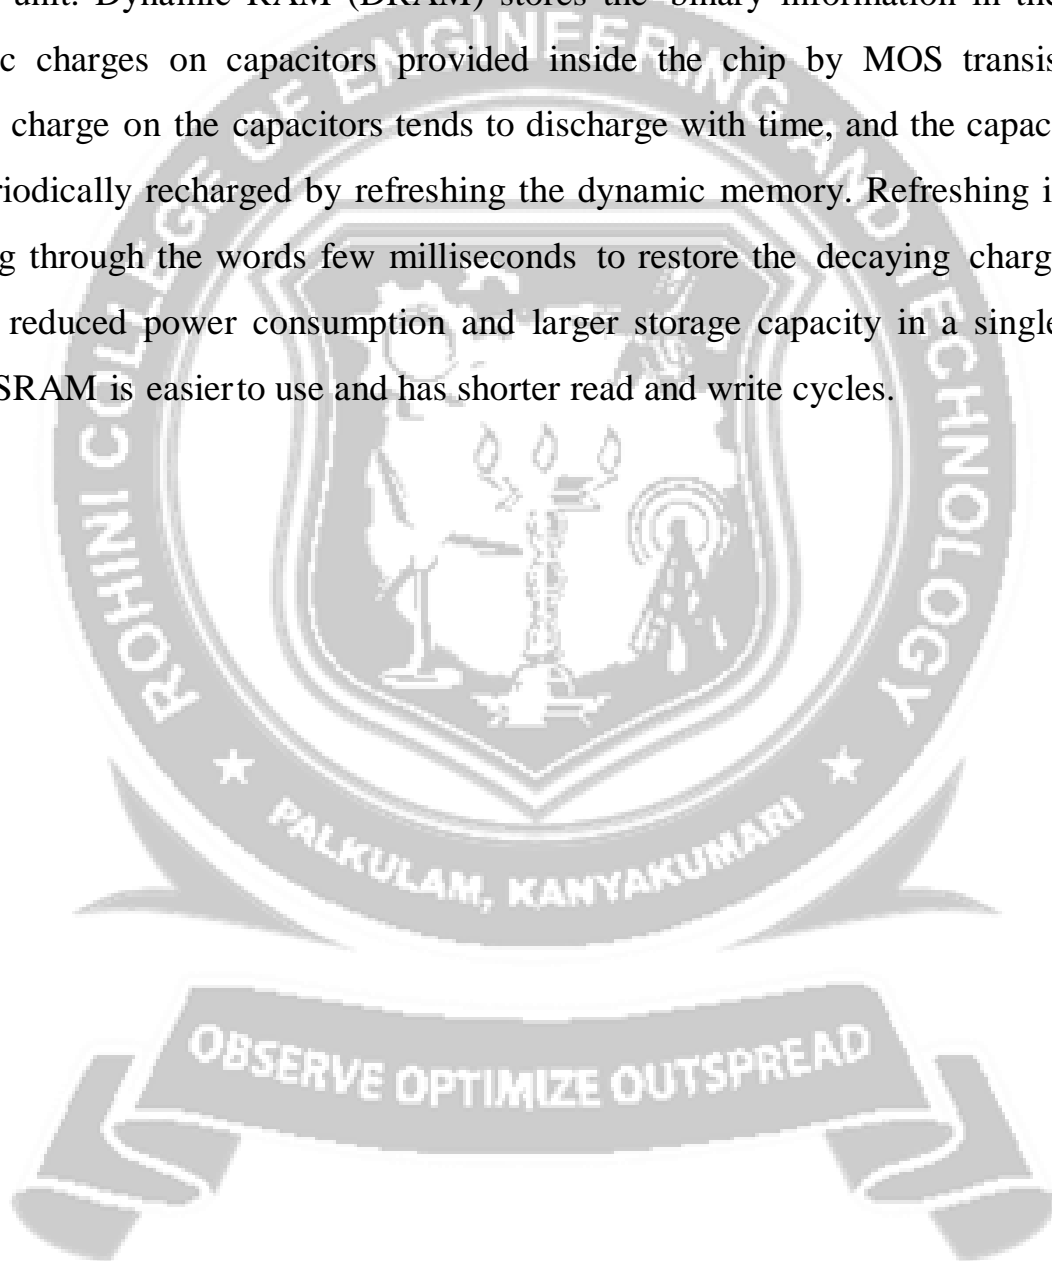 unit. Dynamic RAM (DRAM) stores the binary information in the
c charges on capacitors provided inside the chip by MOS transis
charge on the capacitors tends to discharge with time, and the capac
riodically recharged by refreshing the dynamic memory. Refreshing i
g through the words few milliseconds to restore the decaying charg
reduced power consumption and larger storage capacity in a single
SRAM is easier to use and has shorter read and write cycles.
ROHINI COLLEGE OF ENGINEERING AND TECHNOLOGY
PALKULAM, KANYAKUMARI
OBSERVE OPTIMIZE OUTSPREAD